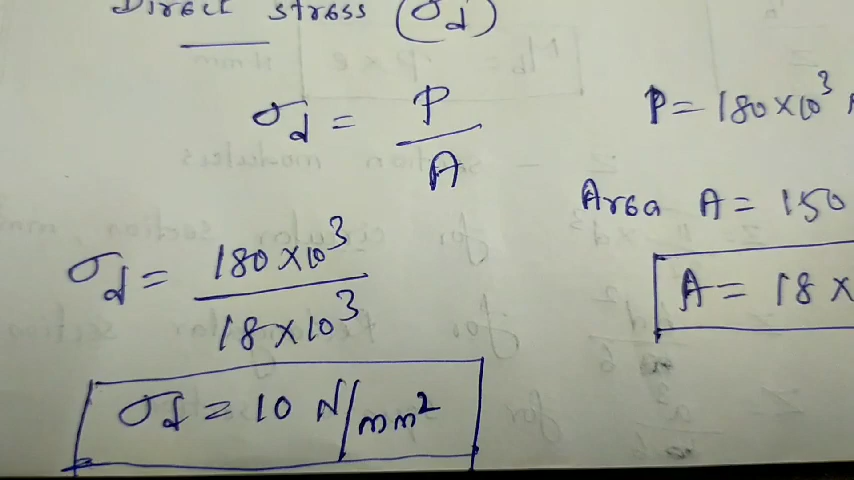 Direct stress (σd)
σd = P/A
P = 180×10³
Area A = 150
σd = 180×10³ / 18×10³
A = 18×
σd = 10 N/mm²